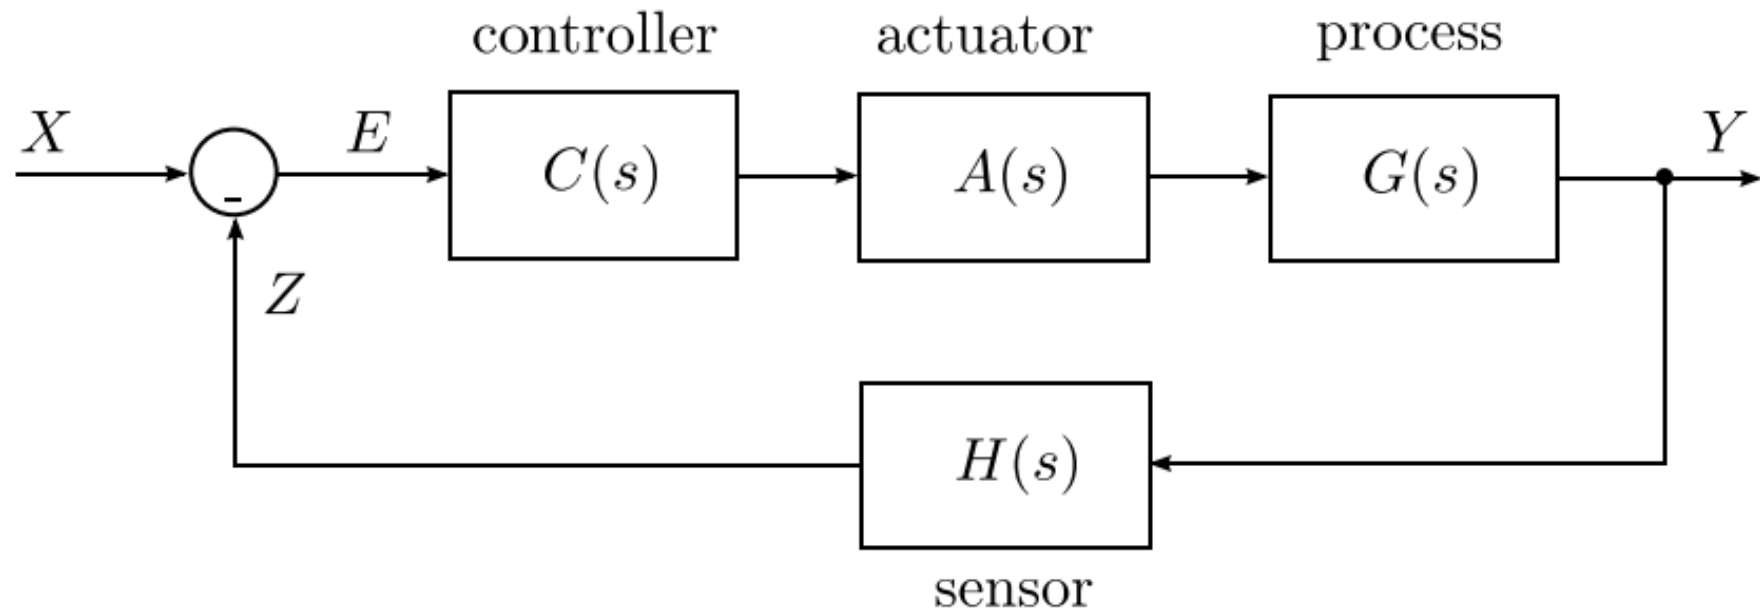 controller actuator process
X E C(s) A(s) G(s) Y
-
Z
H(s)
sensor